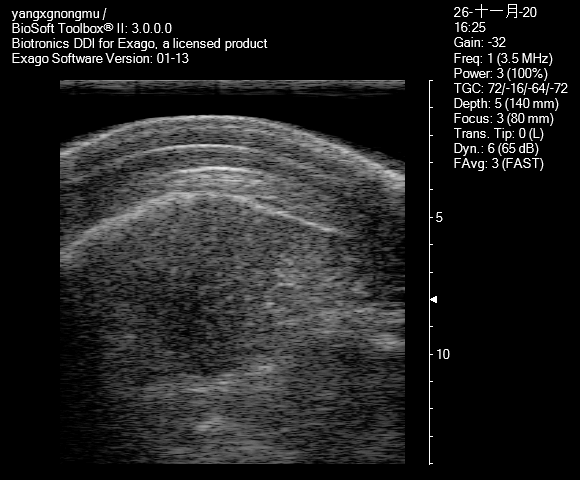 yangxgnongmu /
BioSoft Toolbox® II: 3.0.0.0
Biotronics DDI for Exago, a licensed product
Exago Software Version: 01-13
26-十一月-20
16:25
Gain: -32
Freq: 1 (3.5 MHz)
Power: 3 (100%)
TGC: 72/-16/-64/-72
Depth: 5 (140 mm)
Focus: 3 (80 mm)
Trans. Tip: 0 (L)
Dyn.: 6 (65 dB)
FAvg: 3 (FAST)
5
10